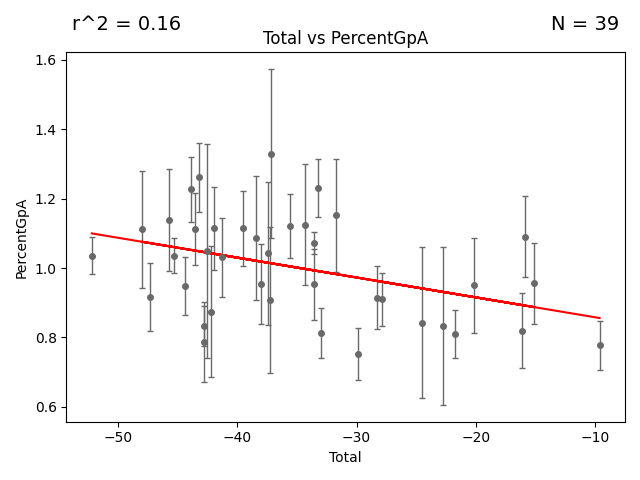 r^2 = 0.16
N = 39
Total vs PercentGpA
1.6
1.4
1.2
1.0
0.8
0.6
PercentGpA
−50
−40
−30
−20
−10
Total